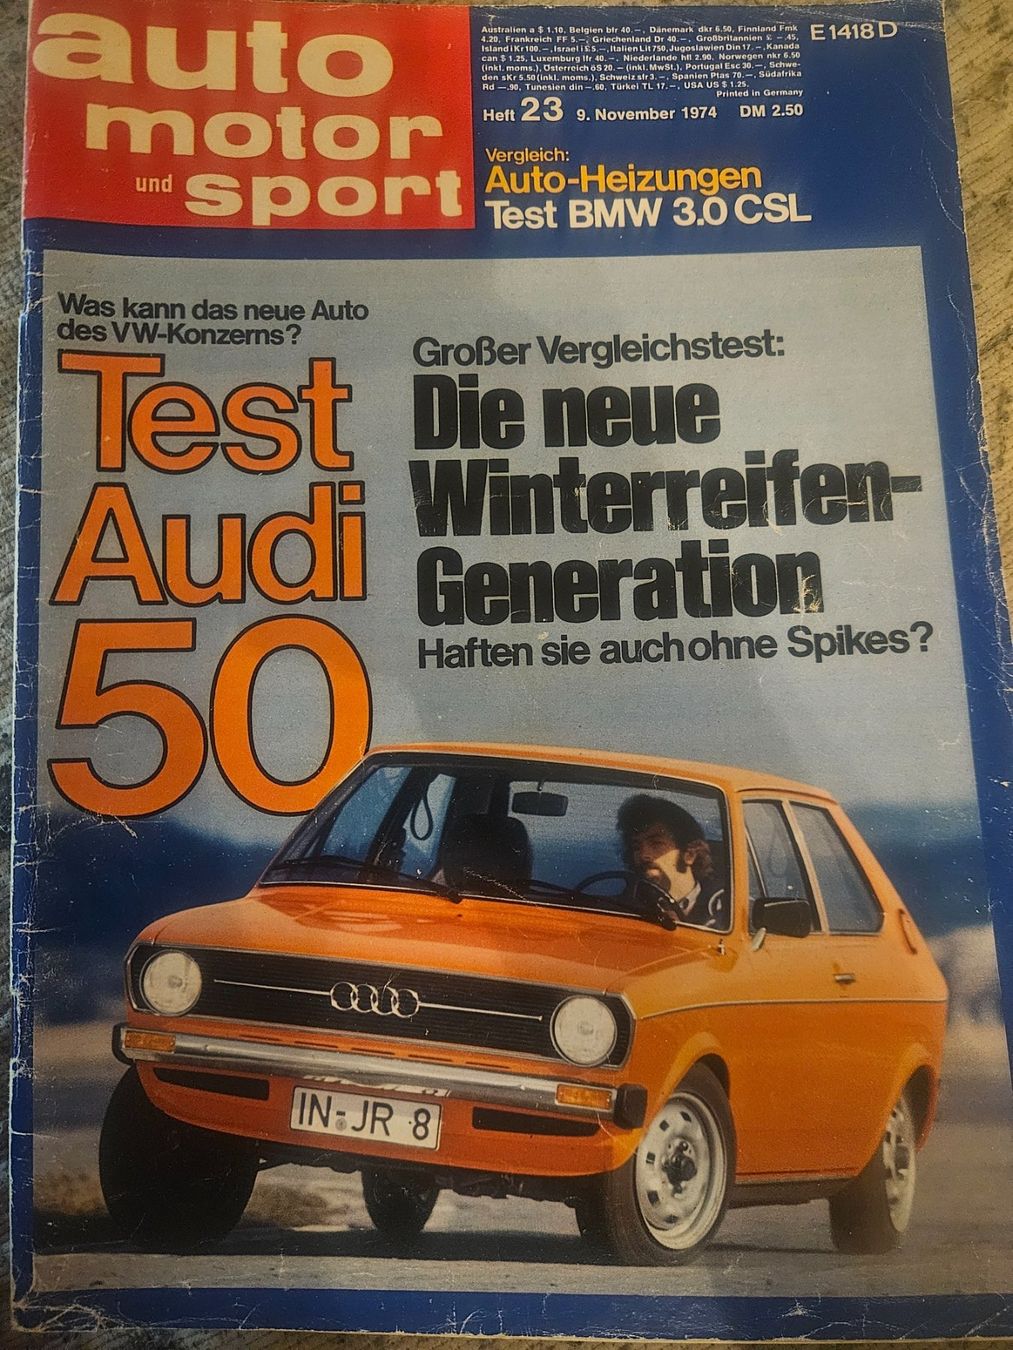 auto
motor
und sport
Australien a $ 1.10, Belgien bfr 40.–, Dänemark dkr 6.50, Finnland Fmk
4.20, Frankreich FF 5.–, Griechenland Dr 40.–, Großbritannien £ –.45,
Island iKr 100.–, Israel i£ 5.–, Italien Lit 750, Jugoslawien Din 17.–, Kanada
can $ 1.25, Luxemburg lfr 40.–, Niederlande hfl 2.90, Norwegen nkr 6.50
(inkl. moms.), Österreich öS 20.– (inkl. MwSt.), Portugal Esc 30.–, Schwe-
den sKr 5.50 (inkl. moms.), Schweiz sfr 3.–, Spanien Ptas 70.–, Südafrika
Rd –.90, Tunesien din –.60, Türkei TL 17.–, USA US $ 1.25.
Printed in Germany
E 1418 D
Heft 23 9. November 1974 DM 2.50
Vergleich:
Auto-Heizungen
Test BMW 3.0 CSL
Was kann das neue Auto
des VW-Konzerns?
Test
Audi
50
Großer Vergleichstest:
Die neue
Winterreifen-
Generation
Haften sie auch ohne Spikes?
IN-JR 8